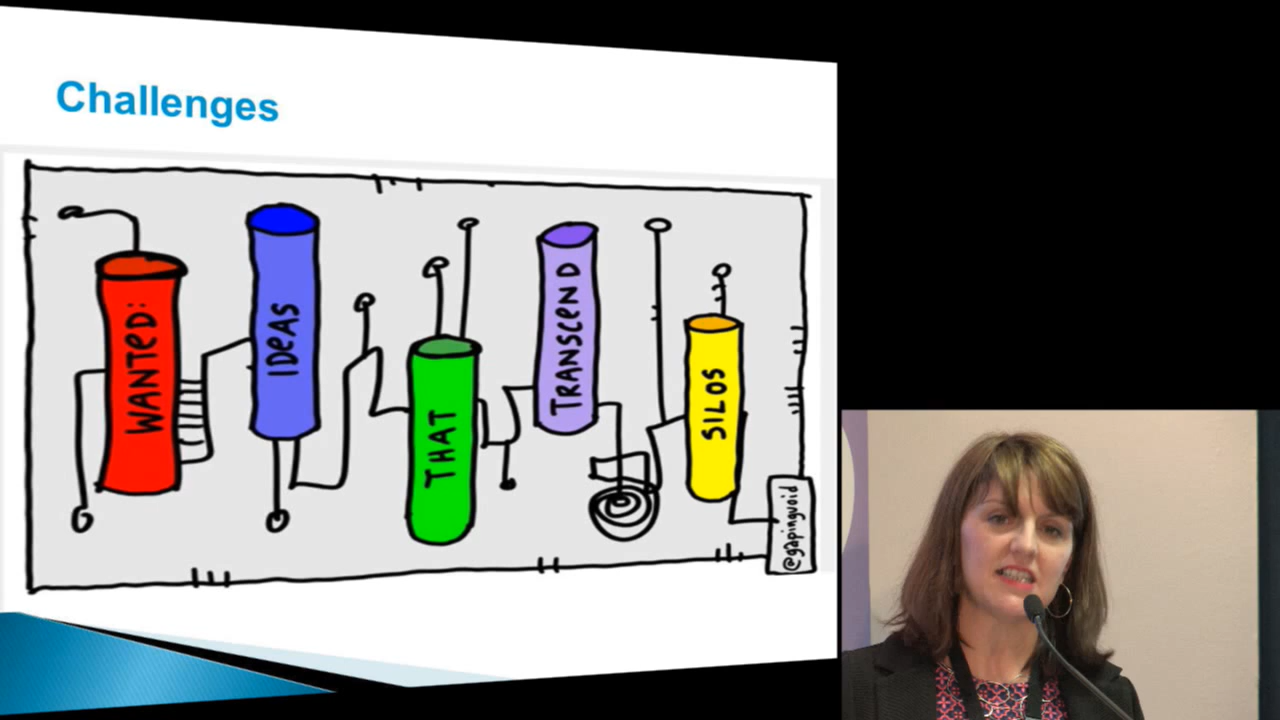 Challenges
WANTED:
IDEAS
THAT
TRANSCEND
SILOS
@gapingvoid